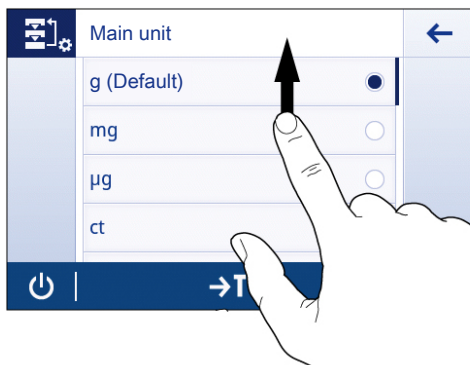 Main unit
g (Default)
mg
µg
ct
→T